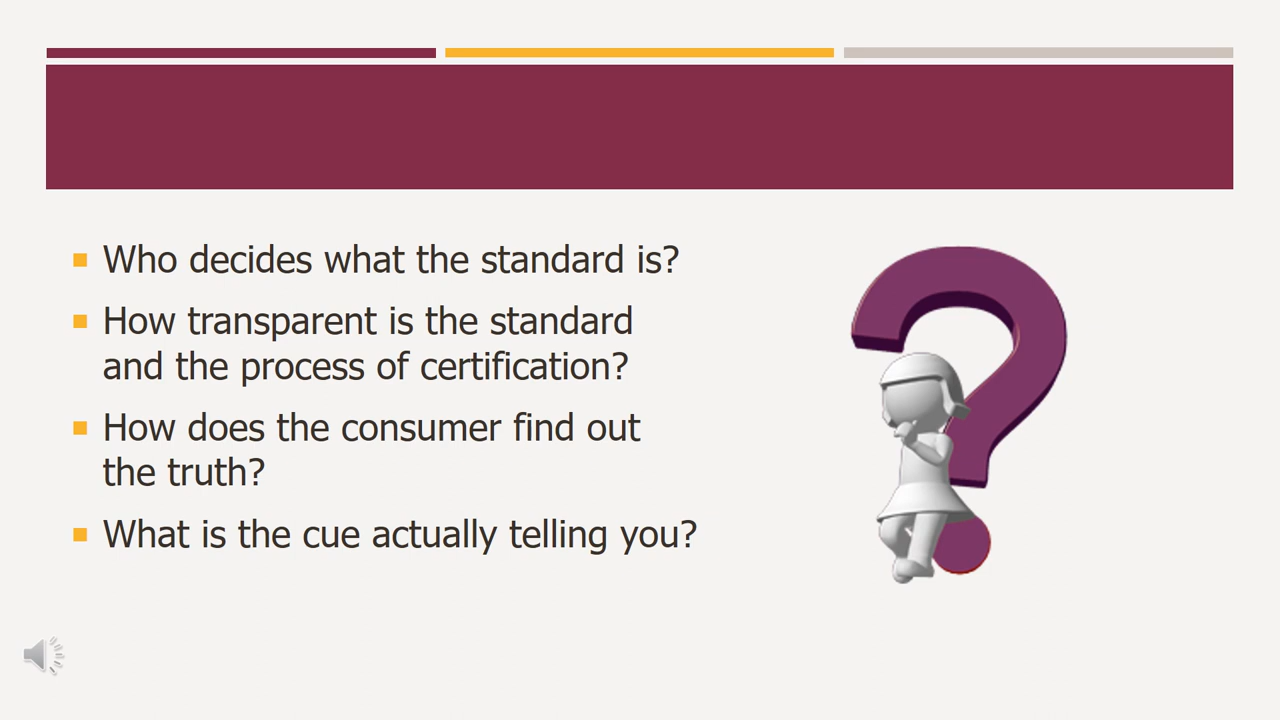 Who decides what the standard is?
How transparent is the standard
and the process of certification?
How does the consumer find out
the truth?
What is the cue actually telling you?